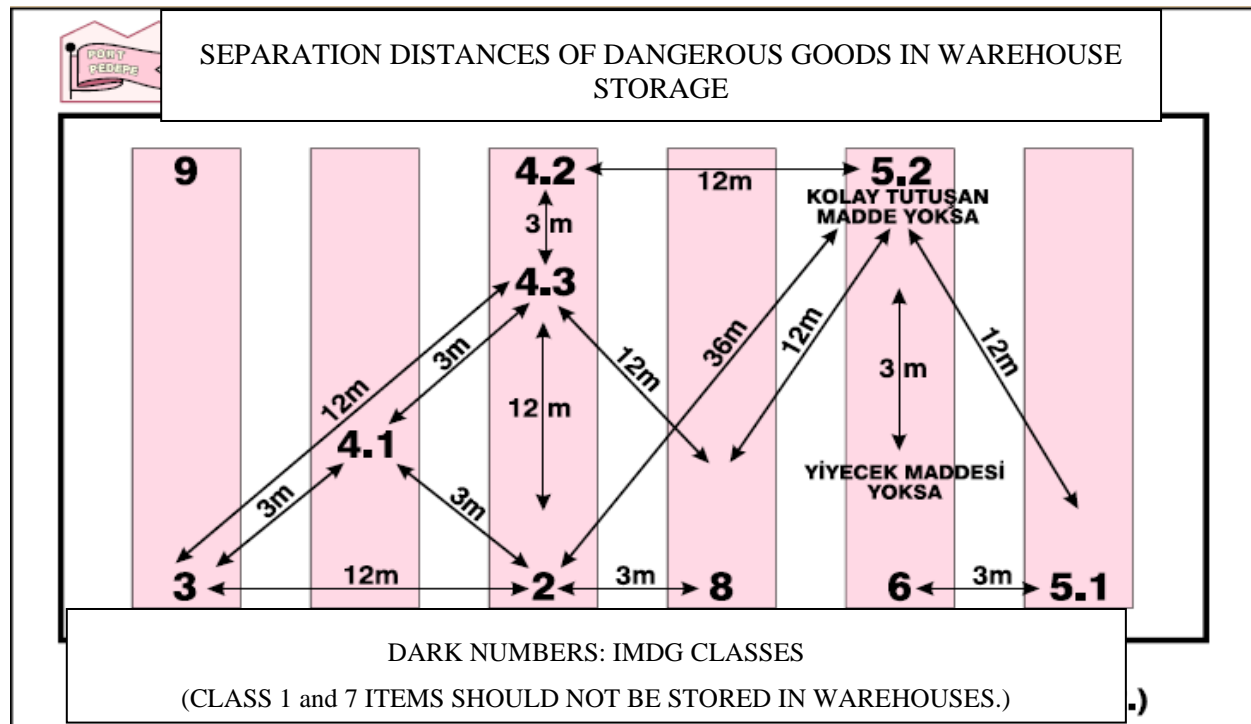 PORT
BEDEPE
SEPARATION DISTANCES OF DANGEROUS GOODS IN WAREHOUSE
STORAGE
9
4.2
12m
5.2
KOLAY TUTUŞAN
MADDE YOKSA
3 m
4.3
12m
3m
12 m
12m
36m
12m
3 m
12m
4.1
3m
3m
YİYECEK MADDESİ
YOKSA
3
12m
2
3m
8
6
3m
5.1
DARK NUMBERS: IMDG CLASSES
(CLASS 1 and 7 ITEMS SHOULD NOT BE STORED IN WAREHOUSES.)
.)